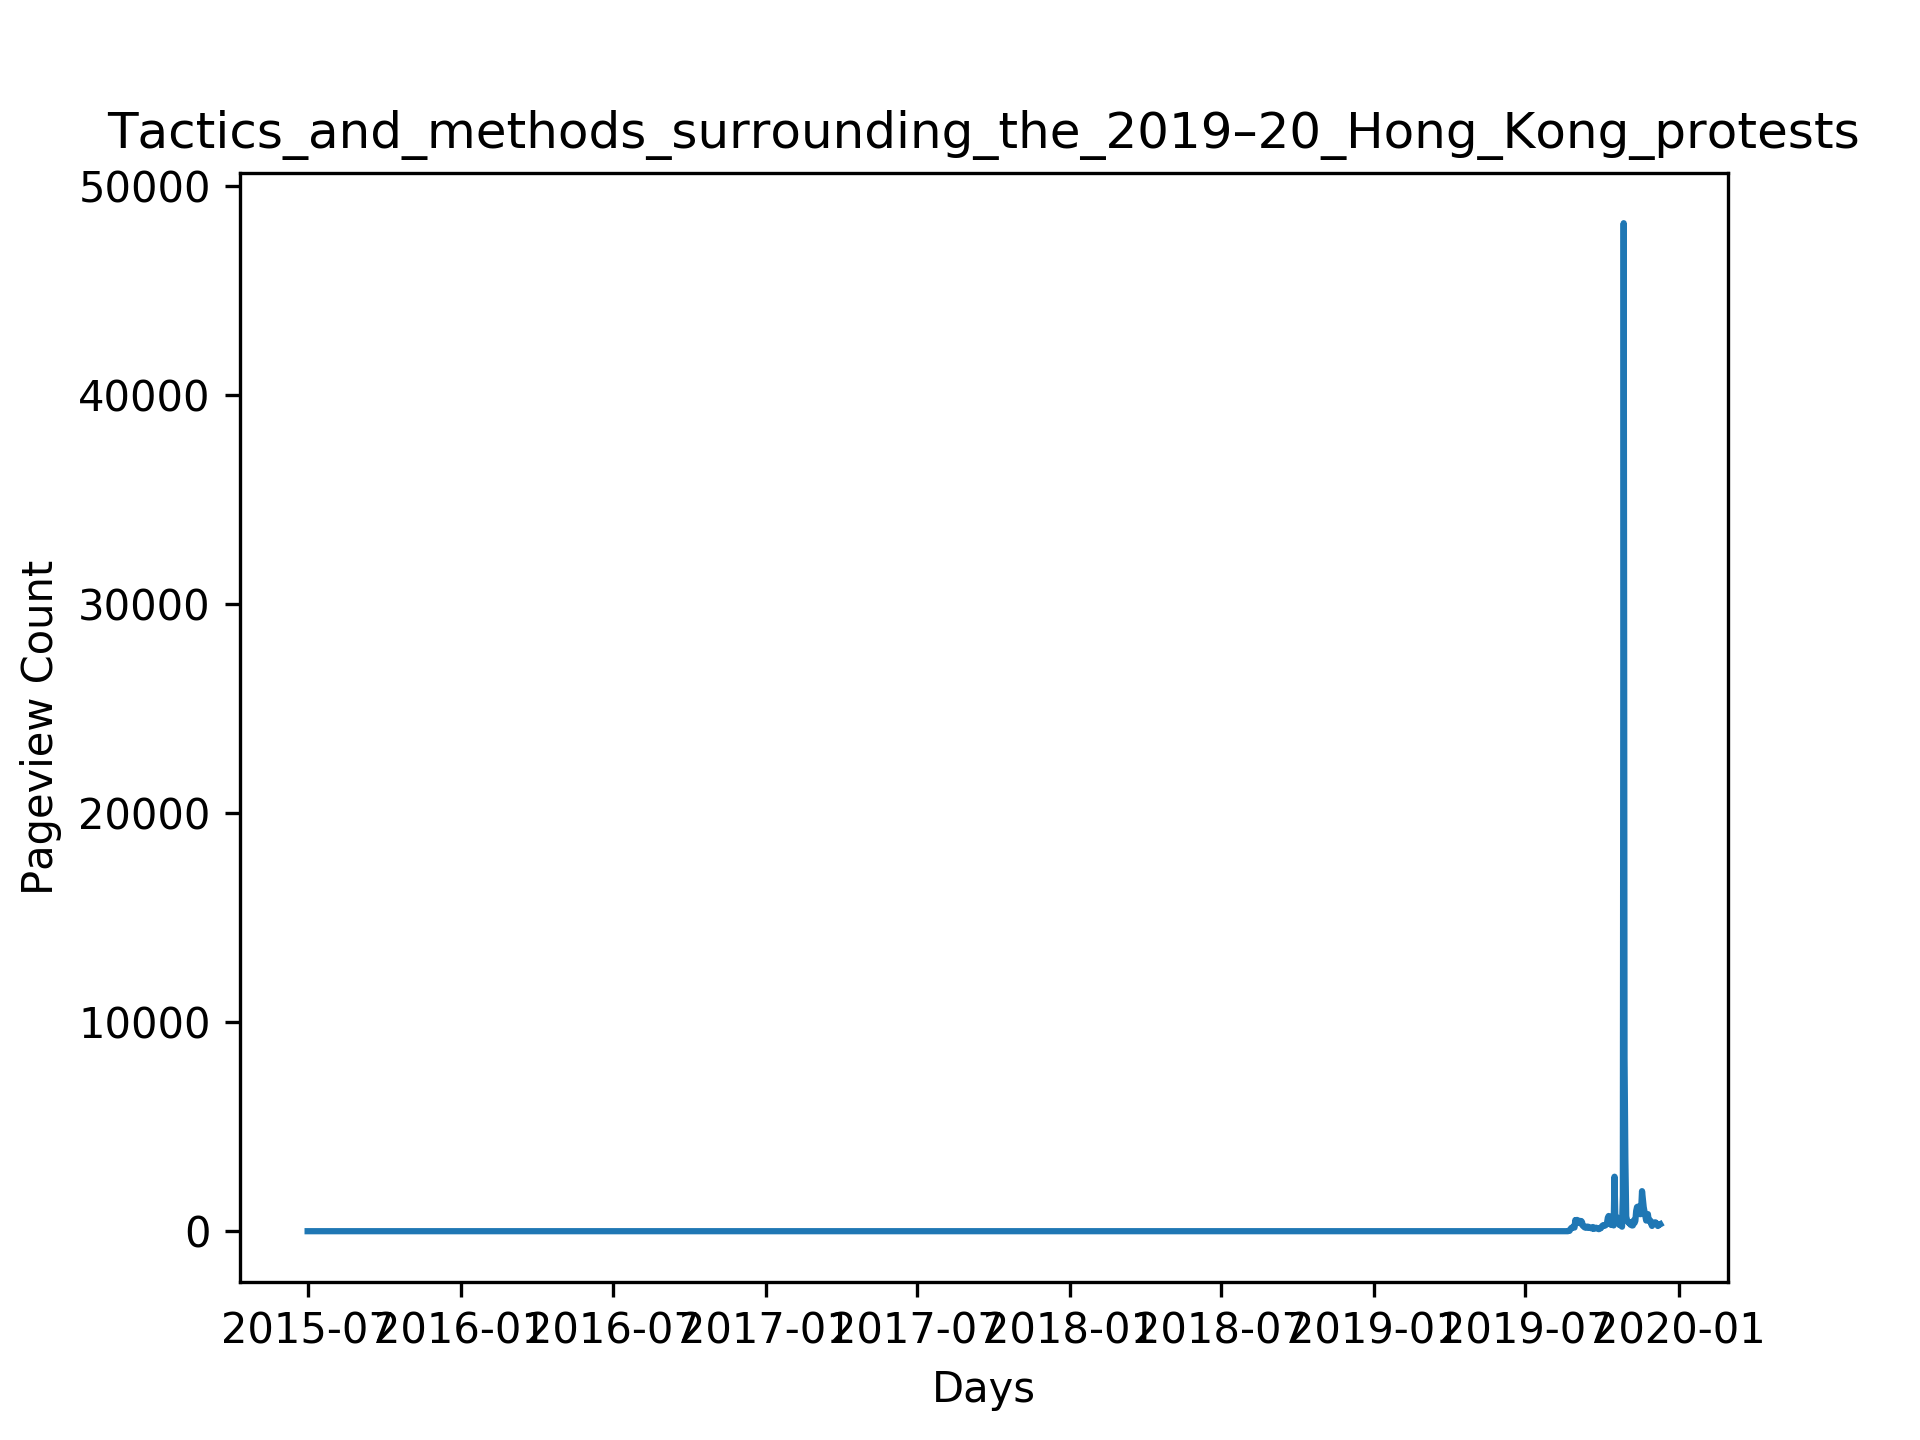 Tactics_and_methods_surrounding_the_2019–20_Hong_Kong_protests
50000
40000
30000
20000
10000
0
Pageview Count
2015-07 2016-01 2016-07 2017-01 2017-07 2018-01 2018-07 2019-01 2019-07 2020-01
Days